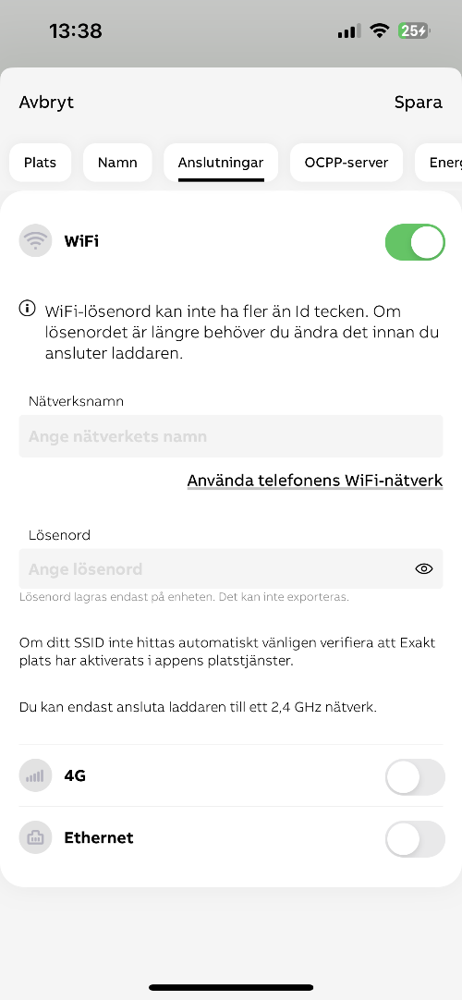 13:38
25
Avbryt
Spara
Plats
Namn
Anslutningar
OCPP-server
Energ
WiFi
WiFi-lösenord kan inte ha fler än Id tecken. Om
lösenordet är längre behöver du ändra det innan du
ansluter laddaren.
Nätverksnamn
Ange nätverkets namn
Använda telefonens WiFi-nätverk
Lösenord
Ange lösenord
Lösenord lagras endast på enheten. Det kan inte exporteras.
Om ditt SSID inte hittas automatiskt vänligen verifiera att Exakt
plats har aktiverats i appens platstjänster.
Du kan endast ansluta laddaren till ett 2,4 GHz nätverk.
4G
Ethernet